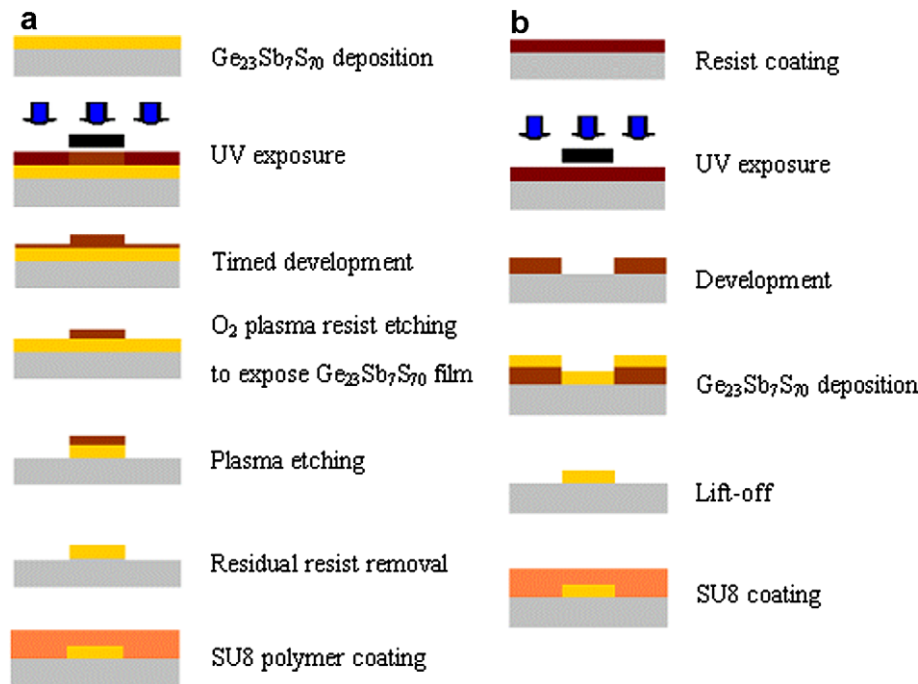 a
Ge₂₃Sb₇S₇₀ deposition
UV exposure
Timed development
O₂ plasma resist etching
to expose Ge₂₃Sb₇S₇₀ film
Plasma etching
Residual resist removal
SU8 polymer coating
b
Resist coating
UV exposure
Development
Ge₂₃Sb₇S₇₀ deposition
Lift-off
SU8 coating